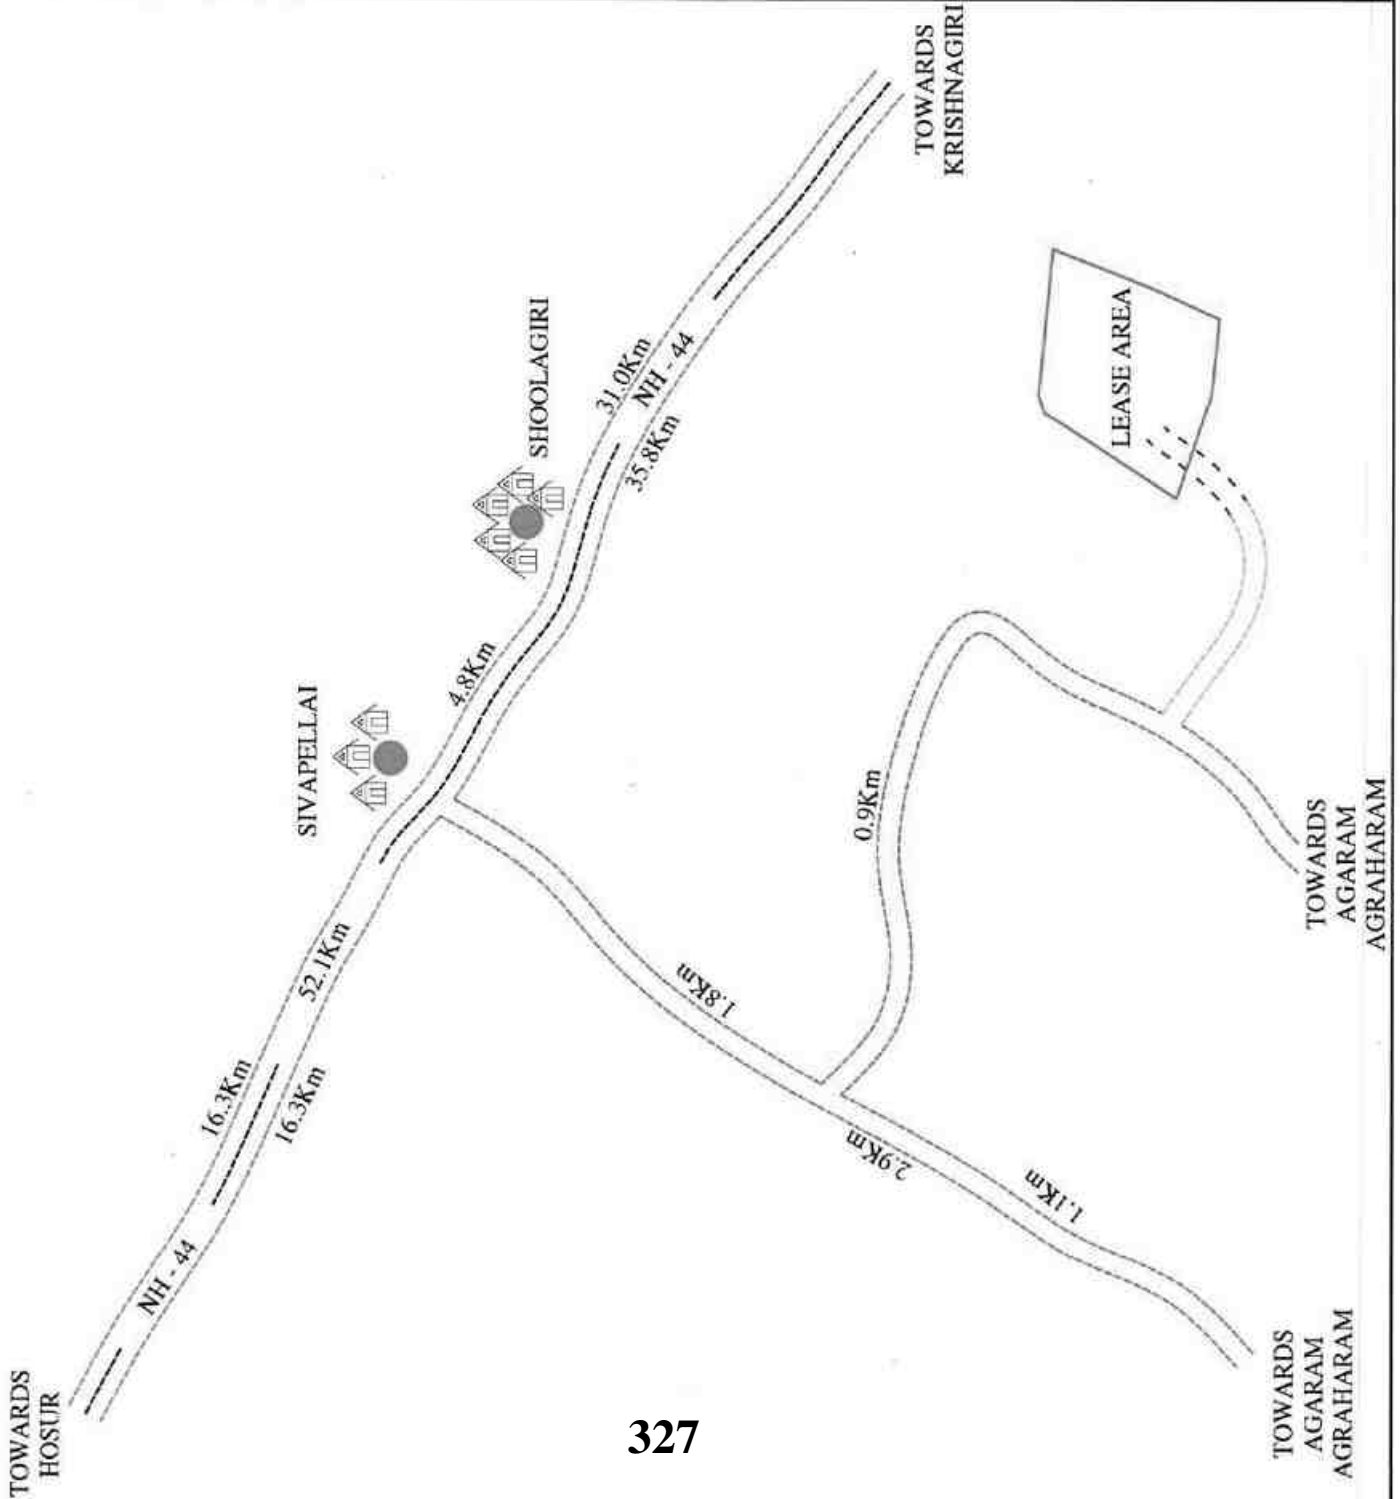 TOWARDS
HOSUR
NH - 44
16.3Km
16.3Km
52.1Km
SIVAPELLAI
4.8Km
SHOOLAGIRI
31.0Km
NH - 44
35.8Km
TOWARDS
KRISHNAGIRI
1.8Km
2.9Km
1.1Km
0.9Km
LEASE AREA
TOWARDS
AGARAM
AGRAHARAM
TOWARDS
AGARAM
AGRAHARAM
327